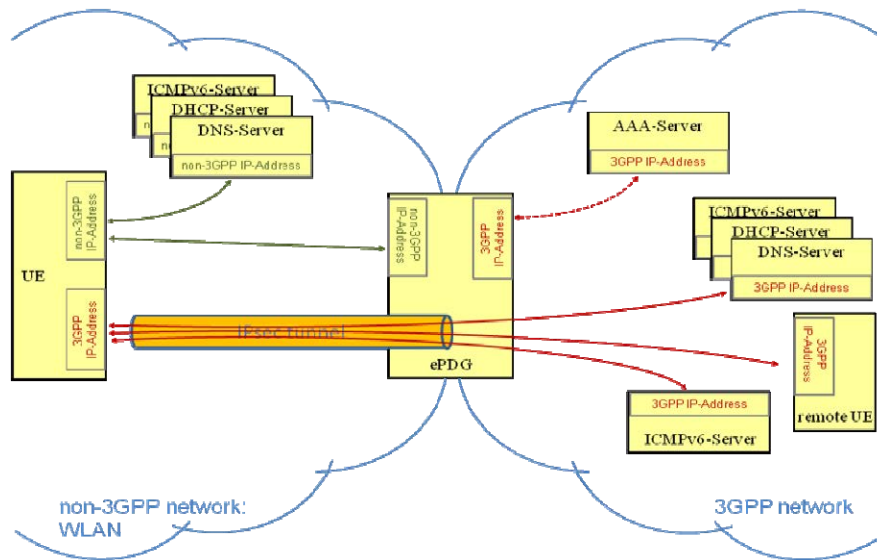 ICMPv6-Server
DHCP-Server
DNS-Server
non-3GPP IP-Address
AAA-Server
3GPP IP-Address
UE
non-3GPP
IP-Address
non-3GPP
IP-Address
3GPP
IP-Address
ICMPv6-Server
DHCP-Server
DNS-Server
3GPP IP-Address
3GPP
IP-Address
IPsec tunnel
ePDG
3GPP
IP-Address
remote UE
3GPP IP-Address
ICMPv6-Server
non-3GPP network:
WLAN
3GPP network